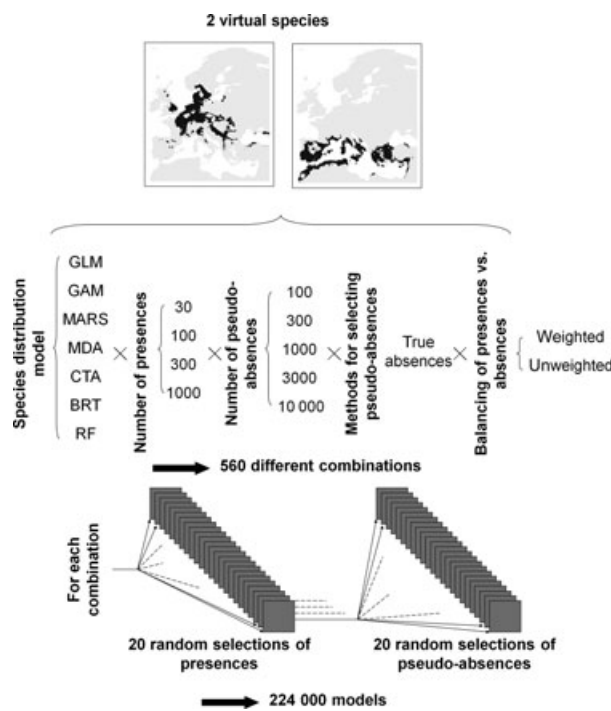 2 virtual species
Species distribution
model
GLM
GAM
MARS
MDA
CTA
BRT
RF
Number of presences
30
100
300
1000
Number of pseudo-
absences
100
300
1000
3000
10 000
Methods for selecting
pseudo-absences
True
absences
Balancing of presences vs.
absences
Weighted
Unweighted
560 different combinations
For each
combination
20 random selections of
presences
20 random selections of
pseudo-absences
224 000 models